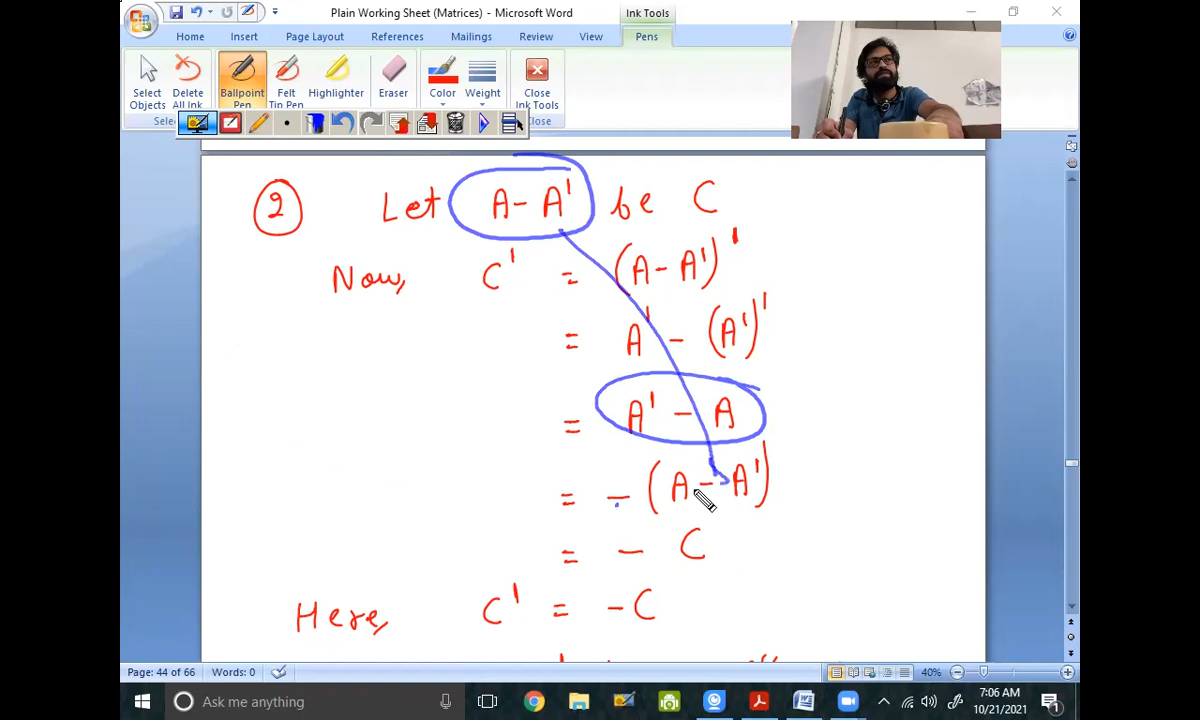 Plain Working Sheet (Matrices) - Microsoft Word
Ink Tools
Home Insert Page Layout References Mailings Review View Pens
Select Objects
Delete All Ink
Ballpoint Pen
Felt Tip Pen
Highlighter
Eraser
Color
Weight
Close Ink Tools
Close
2 Let A - A' be C
Now, C' = (A - A')'
= A' - (A')'
= A' - A
= - (A - A')
= - C
Here, C' = - C
Page: 44 of 66 Words: 0 40%
Ask me anything
7:06 AM
10/21/2021
1